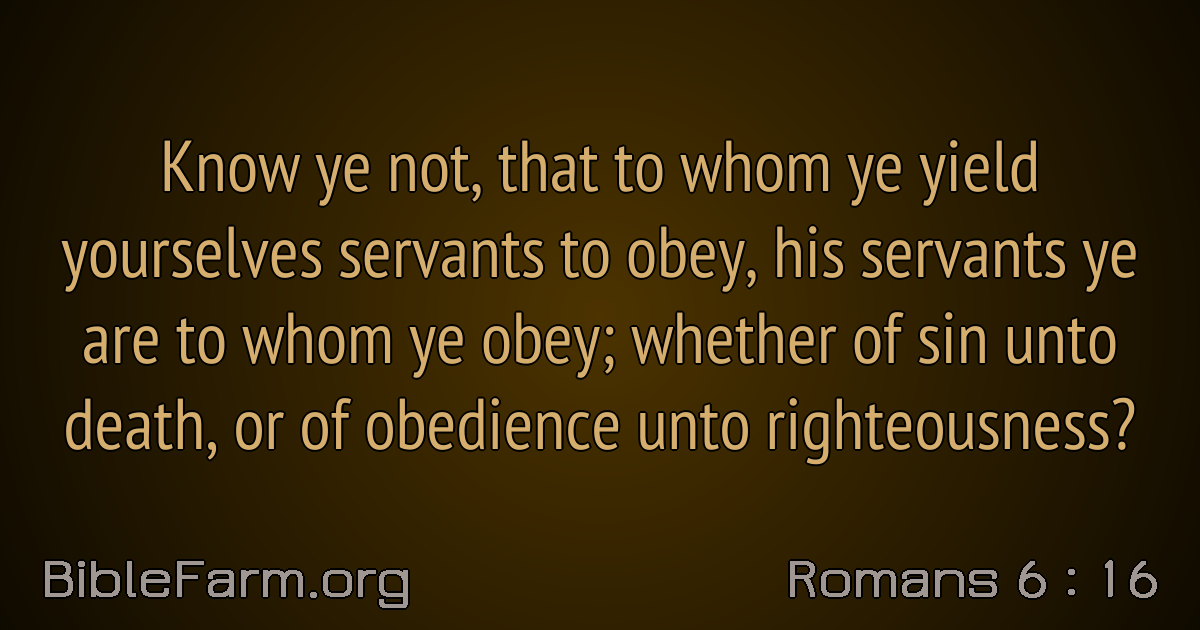 Know ye not, that to whom ye yield
yourselves servants to obey, his servants ye
are to whom ye obey; whether of sin unto
death, or of obedience unto righteousness?
BibleFarm.org
Romans 6 : 16